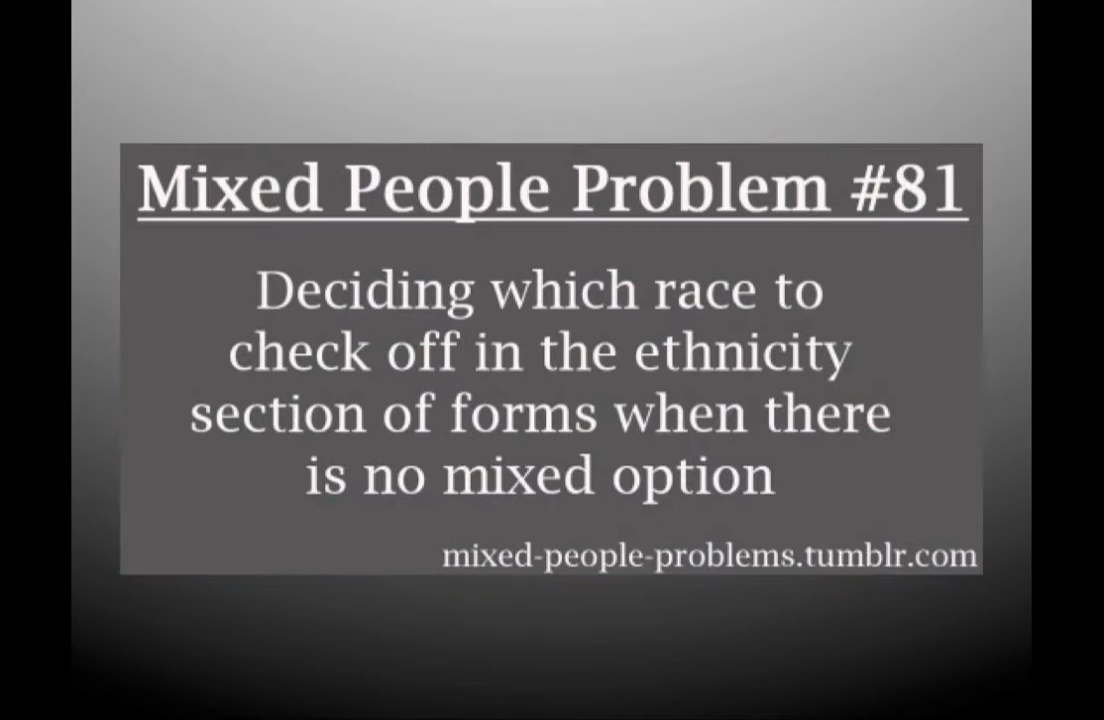 Mixed People Problem #81
Deciding which race to
check off in the ethnicity
section of forms when there
is no mixed option
mixed-people-problems.tumblr.com